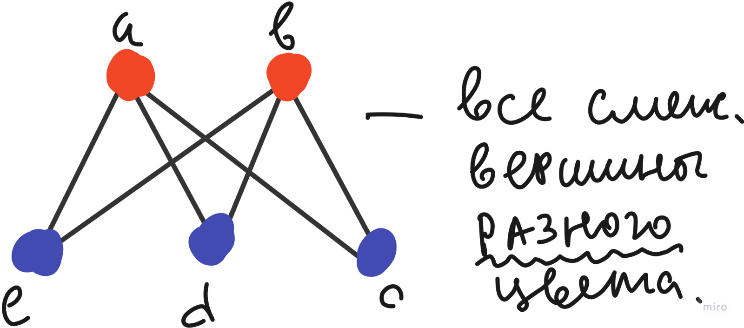 a b
— все смеж.
вершины
разного
цвета.
e d c
miro